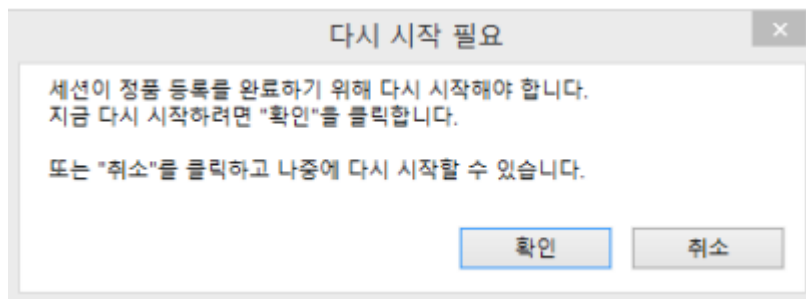 다시 시작 필요
세션이 정품 등록를 완료하기 위해 다시 시작해야 합니다.
지금 다시 시작하려면 "확인"을 클릭합니다.
또는 "취소"를 클릭하고 나중에 다시 시작할 수 있습니다.
확인
취소